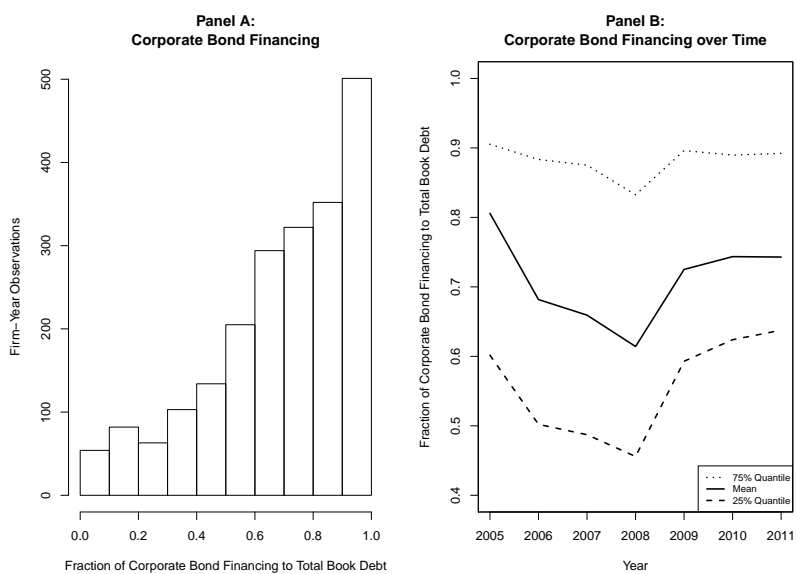 Panel A:
Corporate Bond Financing
Firm−Year Observations
500
400
300
200
100
0
0.0 0.2 0.4 0.6 0.8 1.0
Fraction of Corporate Bond Financing to Total Book Debt
Panel B:
Corporate Bond Financing over Time
Fraction of Corporate Bond Financing to Total Book Debt
1.0
0.9
0.8
0.7
0.6
0.5
0.4
75% Quantile
Mean
25% Quantile
2005 2006 2007 2008 2009 2010 2011
Year